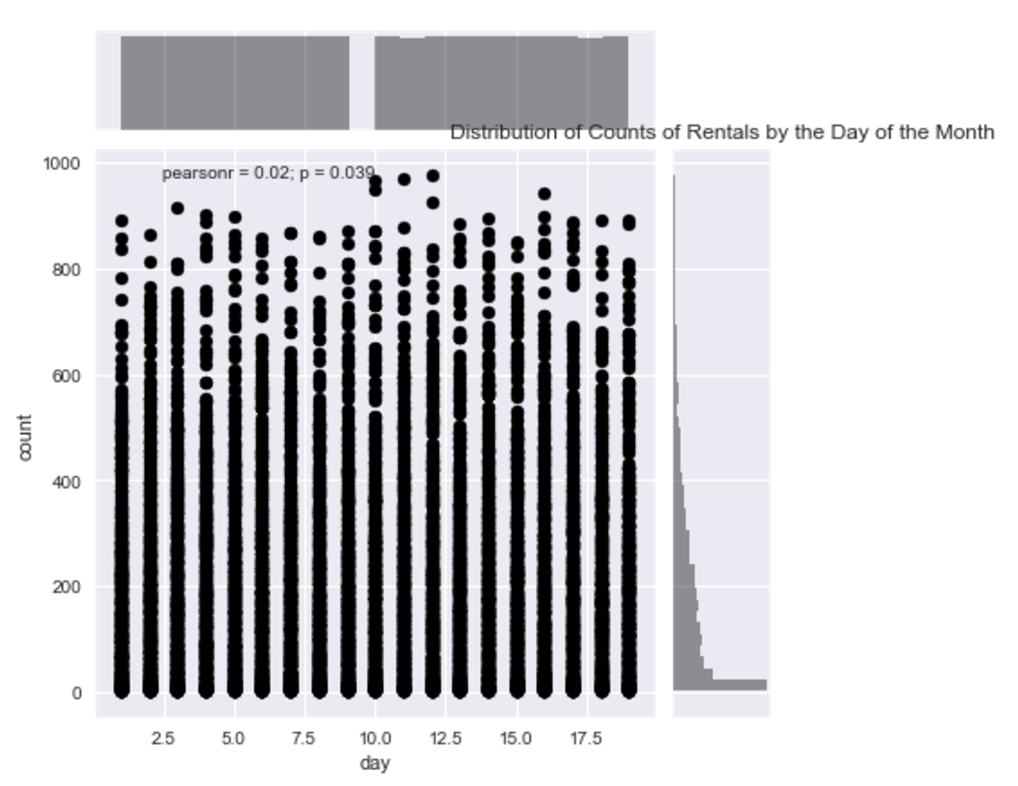 Distribution of Counts of Rentals by the Day of the Month
pearsonr = 0.02; p = 0.039
1000
800
600
400
200
0
count
2.5 5.0 7.5 10.0 12.5 15.0 17.5
day